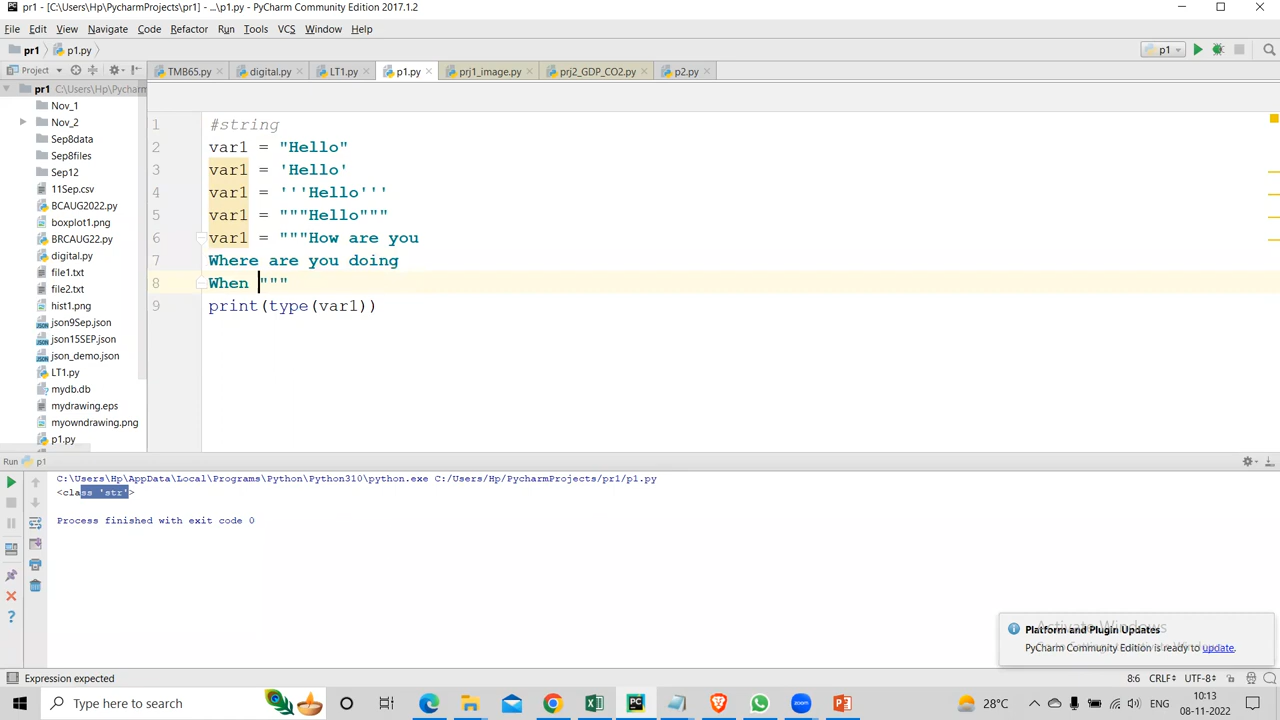 pr1 - [C:\Users\Hp\PycharmProjects\pr1] - ...\p1.py - PyCharm Community Edition 2017.1.2
File Edit View Navigate Code Refactor Run Tools VCS Window Help
pr1 p1.py p1
Project TMB65.py digital.py LT1.py p1.py prj1_image.py prj2_GDP_CO2.py p2.py
pr1 C:\Users\Hp\Pycharm
Nov_1
Nov_2
Sep8data
Sep8files
Sep12
11Sep.csv
BCAUG2022.py
boxplot1.png
BRCAUG22.py
digital.py
file1.txt
file2.txt
hist1.png
json9Sep.json
json15SEP.json
json_demo.json
LT1.py
mydb.db
mydrawing.eps
myowndrawing.png
p1.py
1 #string
2 var1 = "Hello"
3 var1 = 'Hello'
4 var1 = '''Hello'''
5 var1 = """Hello"""
6 var1 = """How are you
7 Where are you doing
8 When """
9 print(type(var1))
Run p1
C:\Users\Hp\AppData\Local\Programs\Python\Python310\python.exe C:/Users/Hp/PycharmProjects/pr1/p1.py
<class 'str'>
Process finished with exit code 0
Activate Windows
Platform and Plugin Updates
PyCharm Community Edition is ready to update.
Expression expected 8:6 CRLF÷ UTF-8÷
Type here to search zoom 28°C ENG 10:13
08-11-2022